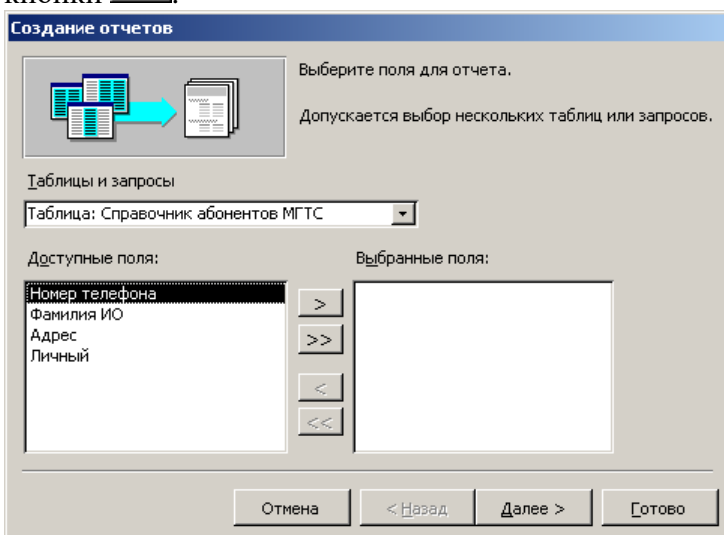 кнопки .
Создание отчетов
Выберите поля для отчета.
Допускается выбор нескольких таблиц или запросов.
Таблицы и запросы
Таблица: Справочник абонентов МГТС
Доступные поля:
Выбранные поля:
Номер телефона
Фамилия ИО
Адрес
Личный
>
>>
<
<<
Отмена
< Назад
Далее >
Готово